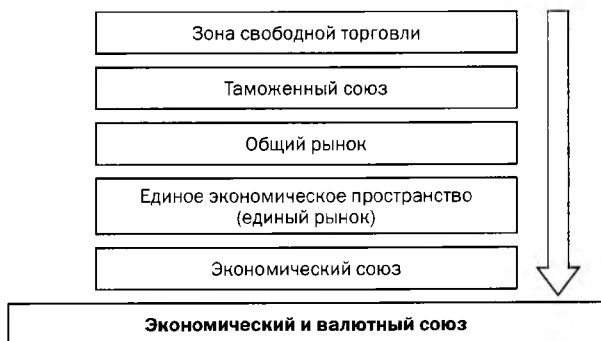 Зона свободной торговли
Таможенный союз
Общий рынок
Единое экономическое пространство
(единый рынок)
Экономический союз
Экономический и валютный союз